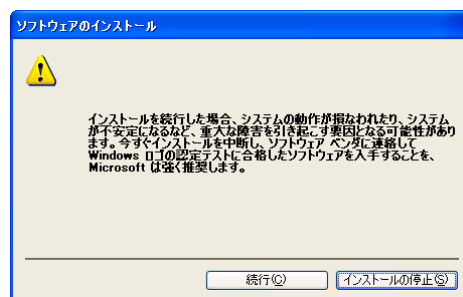 ソフトウェアのインストール
インストールを続行した場合、システムの動作が損なわれたり、システム
が不安定になるなど、重大な障害を引き起こす要因となる可能性があり
ます。今すぐインストールを中断し、ソフトウェア ベンダに連絡して
Windows ロゴの認定テストに合格したソフトウェアを入手することを、
Microsoft は強く推奨します。
続行(C)
インストールの停止(S)